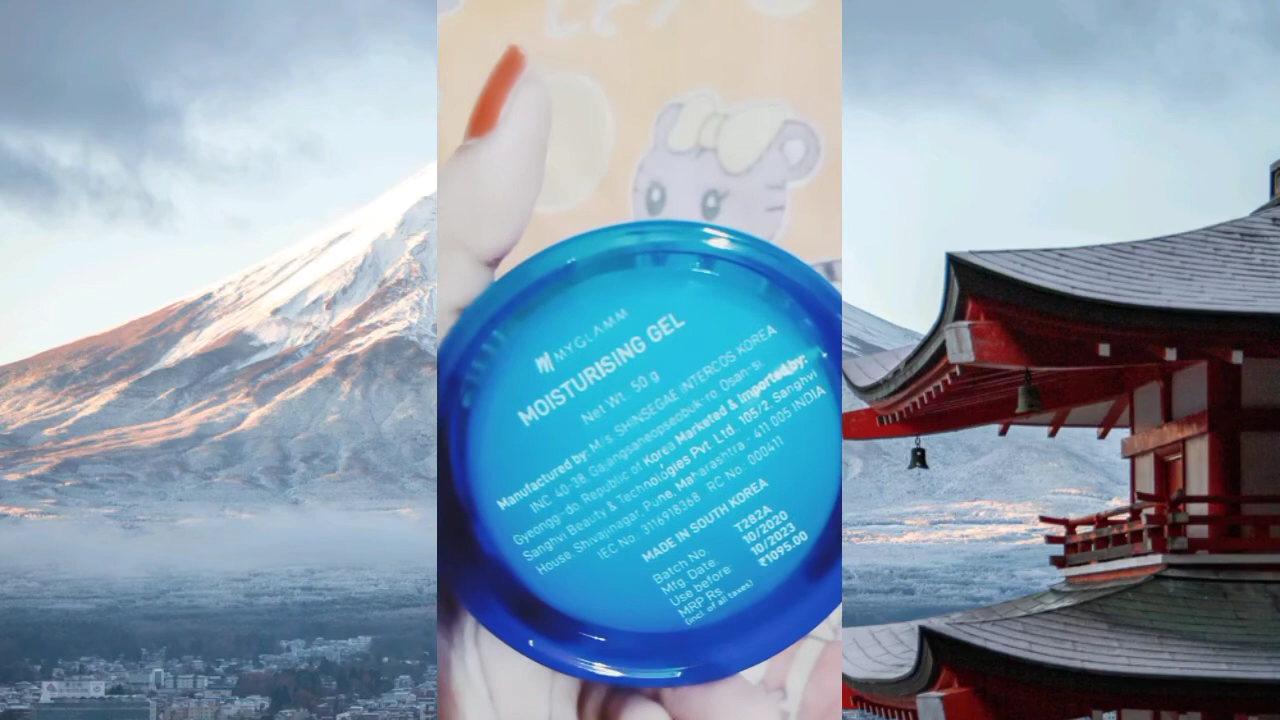 MYGLAMM
MOISTURISING GEL
Net Wt. 50 g
Manufactured by: M/s SHINSEGAE INTERCOS KOREA
INC. 40-38, Gajangsaneopseobuk-ro, Osan-si,
Gyeonggi-do Republic of Korea Marketed & Imported by:
Sanghvi Beauty & Technologies Pvt. Ltd., 105/2, Sanghvi
House, Shivajinagar, Pune, Maharashtra - 411 005 INDIA
IEC No.: 3116918368 RC No.: 000411
MADE IN SOUTH KOREA
Batch No. T282A
Mfg. Date: 10/2020
Use before 10/2023
MRP Rs. ₹1095.00
(incl. of all taxes)